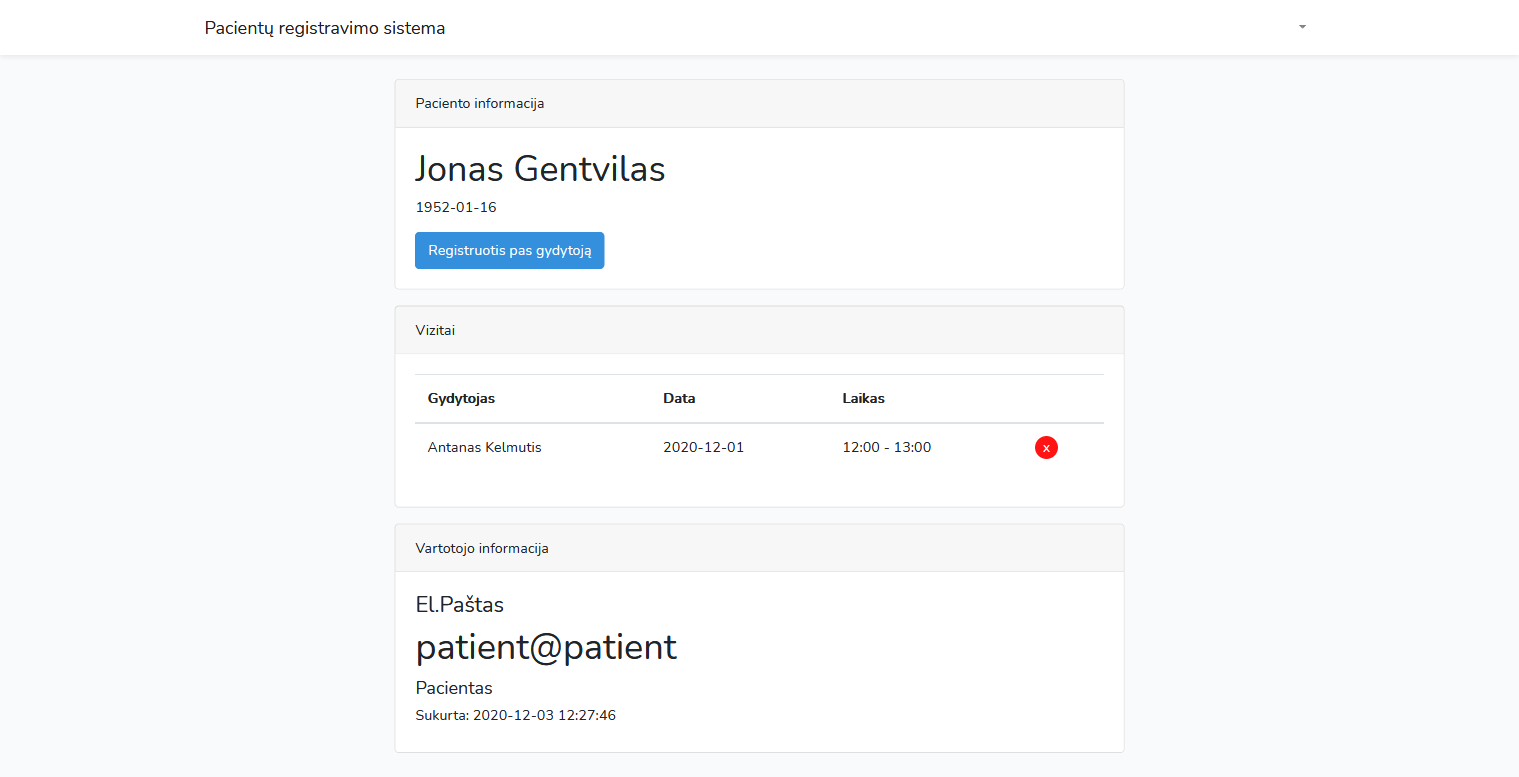 Pacientų registravimo sistema
Paciento informacija
Jonas Gentvilas
1952-01-16
Registruotis pas gydytoją
Vizitai
Gydytojas Data Laikas
Antanas Kelmutis 2020-12-01 12:00 - 13:00 x
Vartotojo informacija
El.Paštas
patient@patient
Pacientas
Sukurta: 2020-12-03 12:27:46